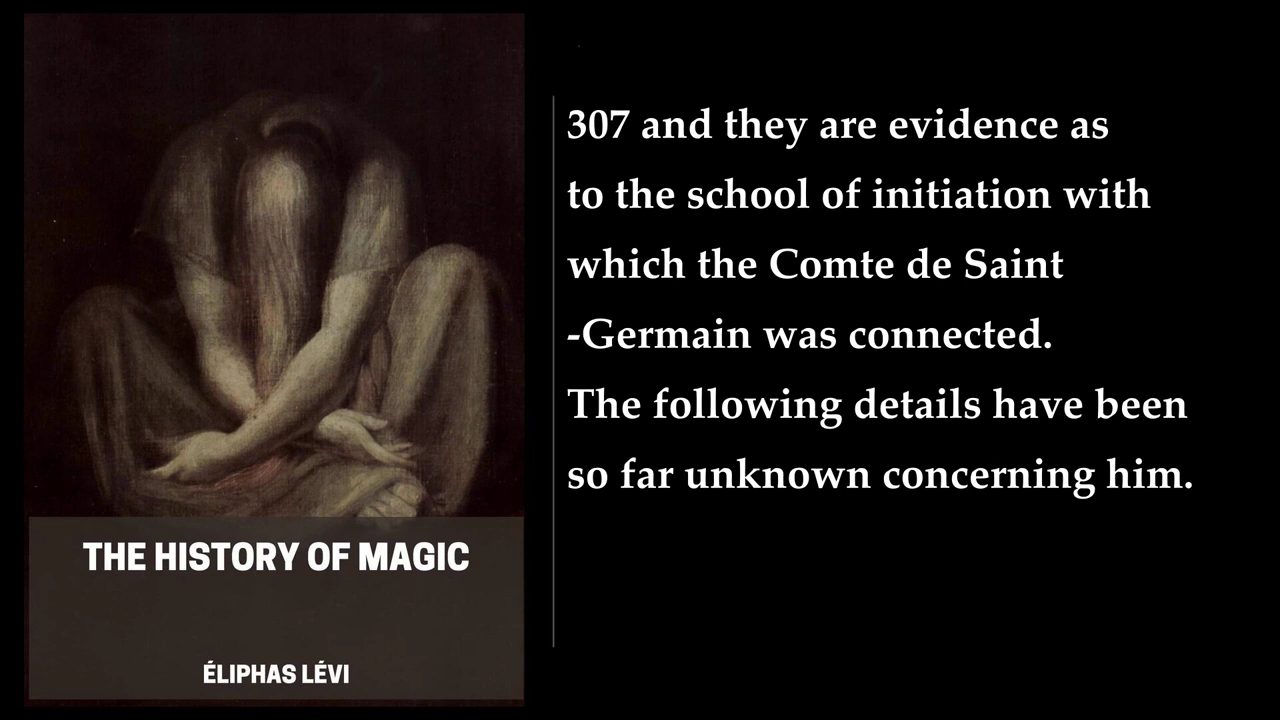 THE HISTORY OF MAGIC
ÉLIPHAS LÉVI
307 and they are evidence as
to the school of initiation with
which the Comte de Saint
-Germain was connected.
The following details have been
so far unknown concerning him.